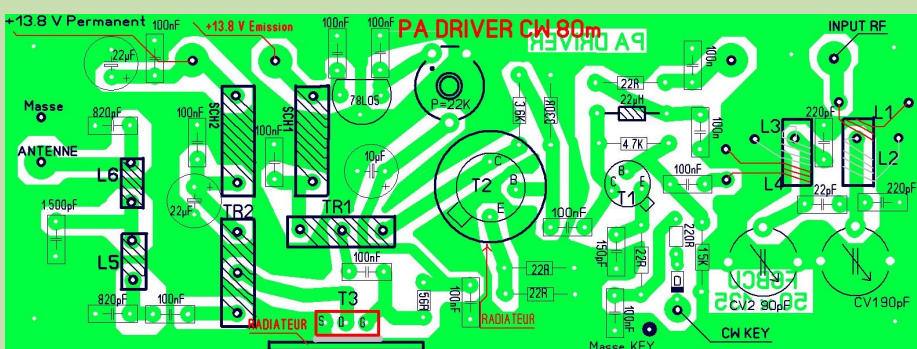 +13.8 V Permanent
+13.8 V Emission
100nF
100nF
100nF
PA DRIVER CW 80m
PA DRIVER
INPUT RF
22µF
SCH2
SCH1
78L05
P=22K
3.6K
22R
22µH
100n
100n
Masse
820pF
100nF
100nF
10µF
220pF
L3
L1
ANTENNE
L6
T2
C
B
E
4.7K
C
B
E
T1
100nF
L4
L2
1500pF
22µF
TR2
TR1
100nF
22pF
220pF
L5
100nF
150pF
22R
220R
1.5K
F6BCU
820pF
100nF
56R
100nF
22R
22R
CV2 90pF
CV1 90pF
T3
S
D
G
RADIATEUR
RADIATEUR
100nF
CW KEY
Masse KEY